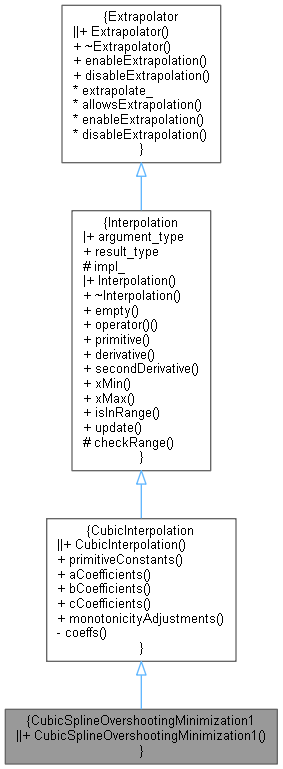 {Extrapolator
||+ Extrapolator()
+ ~Extrapolator()
+ enableExtrapolation()
+ disableExtrapolation()
* extrapolate_
* allowsExtrapolation()
* enableExtrapolation()
* disableExtrapolation()
}
{Interpolation
|+ argument_type
+ result_type
# impl_
|+ Interpolation()
+ ~Interpolation()
+ empty()
+ operator()()
+ primitive()
+ derivative()
+ secondDerivative()
+ xMin()
+ xMax()
+ isInRange()
+ update()
# checkRange()
}
{CubicInterpolation
||+ CubicInterpolation()
+ primitiveConstants()
+ aCoefficients()
+ bCoefficients()
+ cCoefficients()
+ monotonicityAdjustments()
- coeffs()
}
{CubicSplineOvershootingMinimization1
||+ CubicSplineOvershootingMinimization1()
}